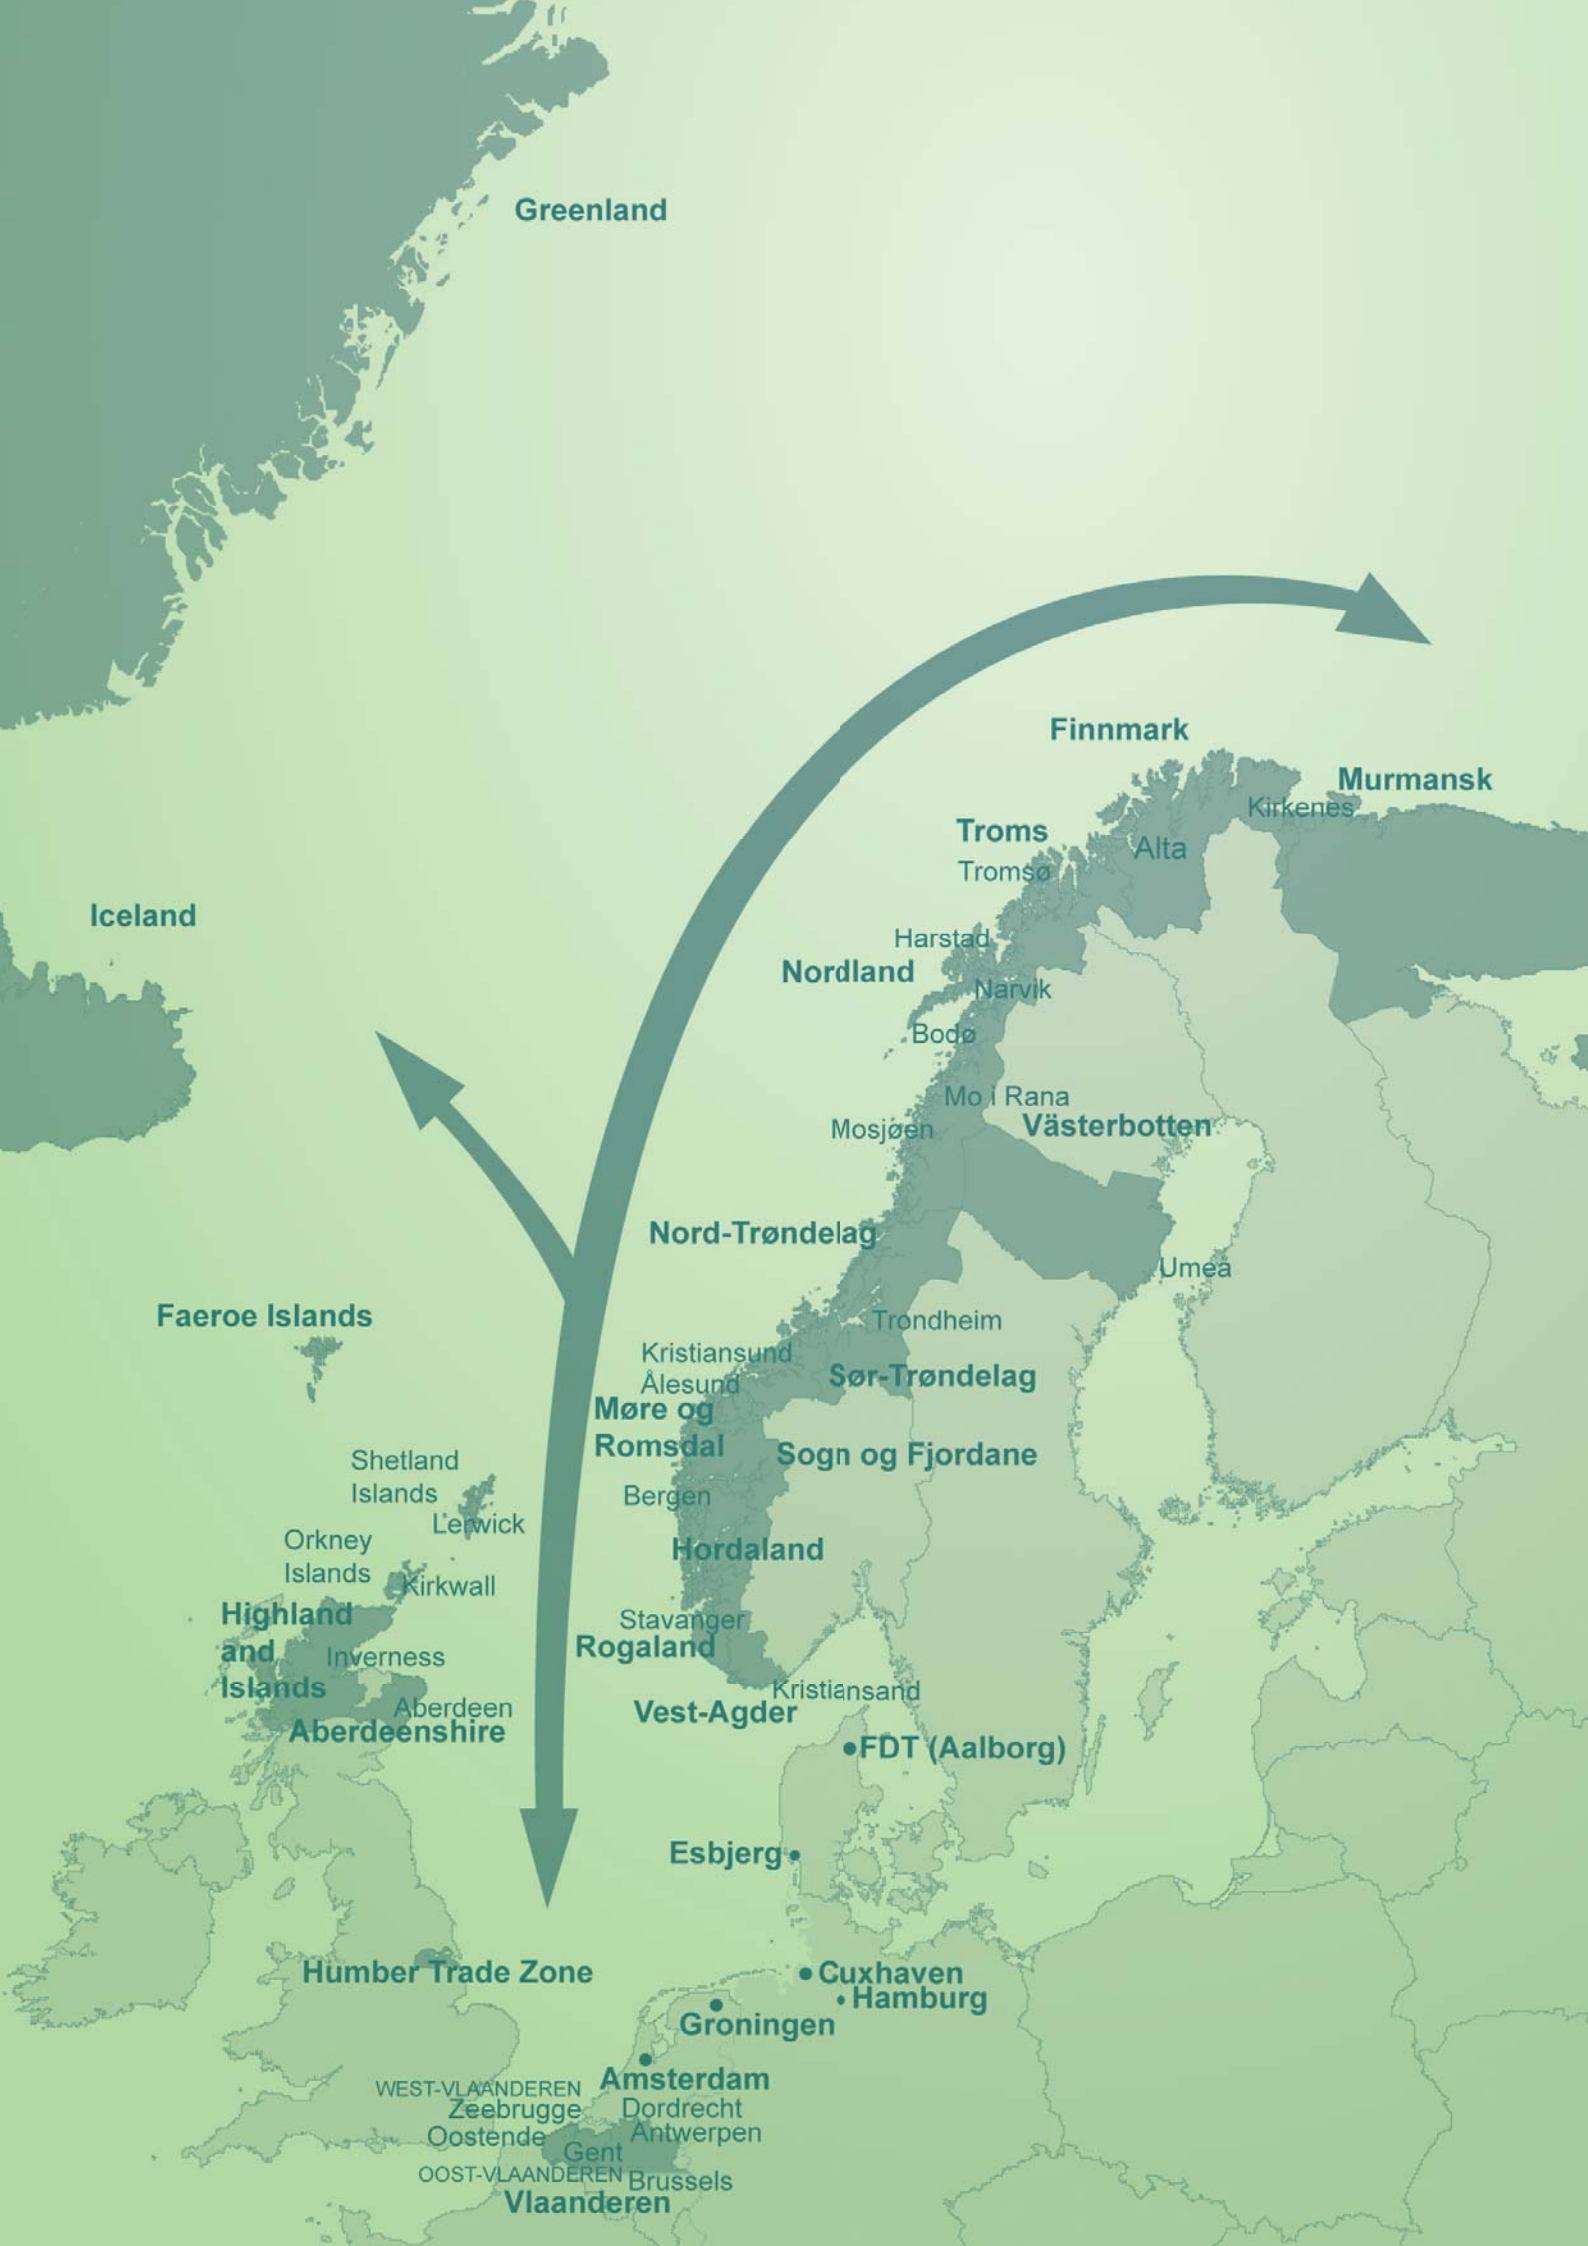 Greenland
Finnmark
Murmansk
Kirkenes
Troms
Alta
Tromsø
Iceland
Harstad
Nordland
Narvik
Bodø
Mo i Rana
Mosjøen
Västerbotten
Nord-Trøndelag
Umeå
Faeroe Islands
Trondheim
Kristiansund
Sør-Trøndelag
Ålesund
Møre og
Romsdal
Sogn og Fjordane
Shetland
Islands
Bergen
Lerwick
Orkney
Islands
Hordaland
Kirkwall
Highland
and
Islands
Stavanger
Rogaland
Inverness
Kristiansand
Aberdeen
Vest-Agder
Aberdeenshire
FDT (Aalborg)
Esbjerg
Humber Trade Zone
Cuxhaven
Hamburg
Groningen
Amsterdam
WEST-VLAANDEREN
Zeebrugge
Dordrecht
Oostende
Antwerpen
Gent
OOST-VLAANDEREN
Brussels
Vlaanderen